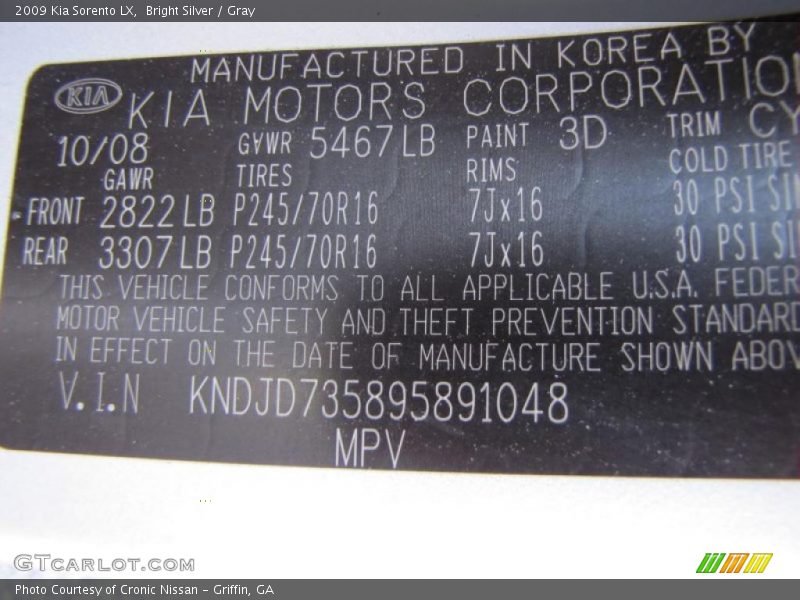 2009 Kia Sorento LX, Bright Silver / Gray
MANUFACTURED IN KOREA BY
KIA KIA MOTORS CORPORATION
10/08 GVWR 5467LB PAINT 3D TRIM CY
GAWR TIRES RIMS COLD TIRE
FRONT 2822LB P245/70R16 7Jx16 30 PSI
REAR 3307LB P245/70R16 7Jx16 30 PSI
THIS VEHICLE CONFORMS TO ALL APPLICABLE U.S.A. FEDER
MOTOR VEHICLE SAFETY AND THEFT PREVENTION STANDARD
IN EFFECT ON THE DATE OF MANUFACTURE SHOWN ABOV
V.I.N KNDJD735895891048
MPV
GTCARLOT.COM
Photo Courtesy of Cronic Nissan - Griffin, GA